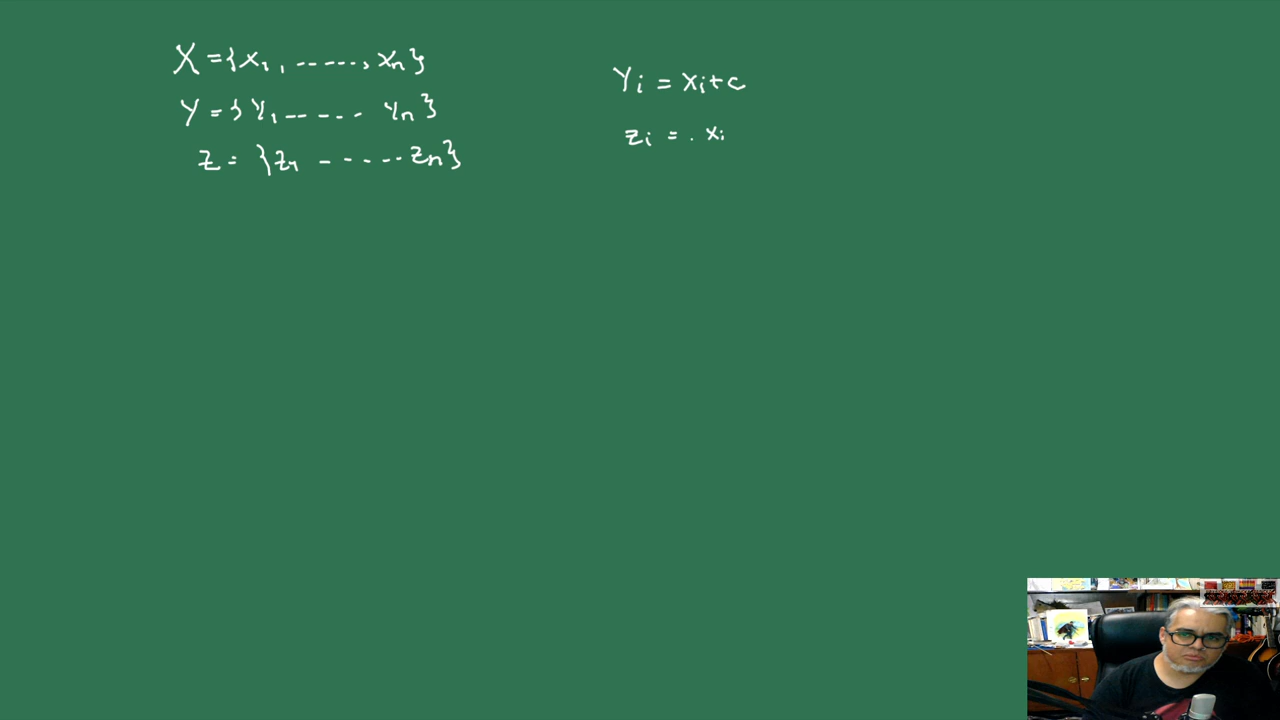 X = {x₁, ......, xₙ}
Y = {Y₁ ...... Yₙ}
Z = {z₁ ...... zₙ}
Yᵢ = xᵢ + c
zᵢ = . xᵢ